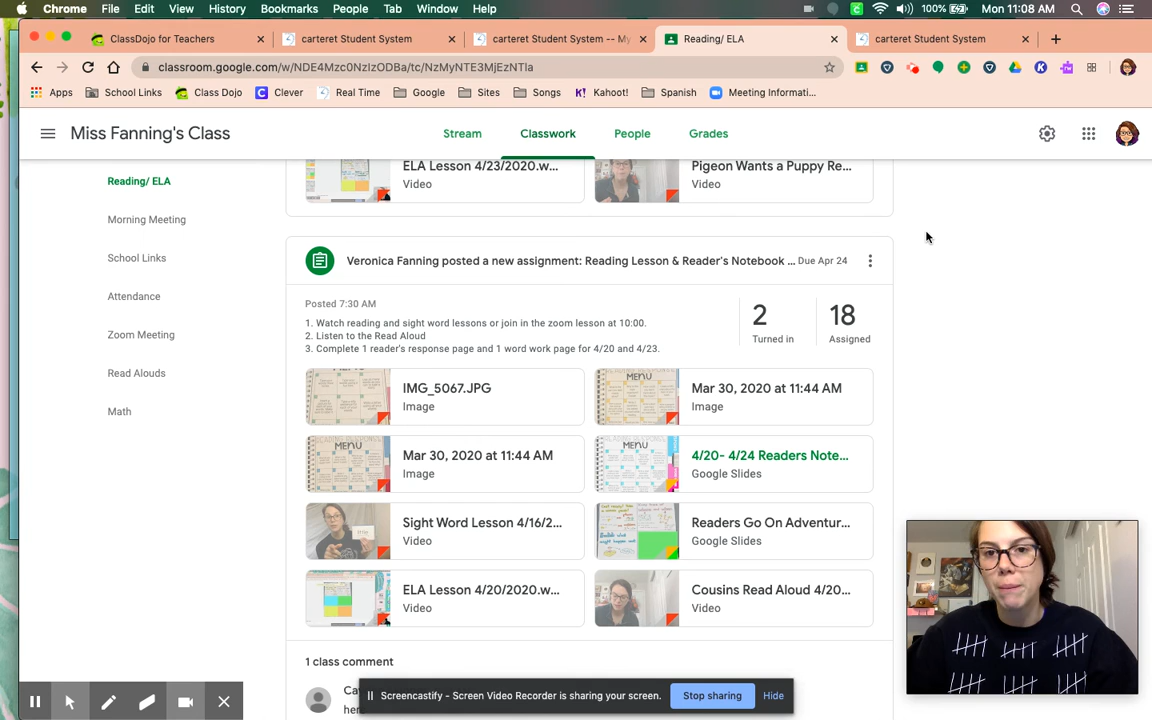 Chrome File Edit View History Bookmarks People Tab Window Help 100% Mon 11:08 AM
ClassDojo for Teachers carteret Student System carteret Student System -- My Reading/ ELA carteret Student System
classroom.google.com/w/NDE4Mzc0NzIzODBa/tc/NzMyNTE3MjEzNTla
Apps School Links Class Dojo Clever Real Time Google Sites Songs Kahoot! Spanish Meeting Informati...
Miss Fanning's Class Stream Classwork People Grades
Reading/ ELA
Morning Meeting
School Links
Attendance
Zoom Meeting
Read Alouds
Math
ELA Lesson 4/23/2020.w... Pigeon Wants a Puppy Re...
Video Video
Veronica Fanning posted a new assignment: Reading Lesson & Reader's Notebook ... Due Apr 24
Posted 7:30 AM
1. Watch reading and sight word lessons or join in the zoom lesson at 10:00.
2. Listen to the Read Aloud
3. Complete 1 reader's response page and 1 word work page for 4/20 and 4/23.
2 18
Turned in Assigned
IMG_5067.JPG Mar 30, 2020 at 11:44 AM
Image Image
Mar 30, 2020 at 11:44 AM 4/20- 4/24 Readers Note...
Image Google Slides
Sight Word Lesson 4/16/2... Readers Go On Adventur...
Video Google Slides
ELA Lesson 4/20/2020.w... Cousins Read Aloud 4/20...
Video Video
MENU
MENU
MENU
MENU
1 class comment
Screencastify - Screen Video Recorder is sharing your screen. Stop sharing Hide